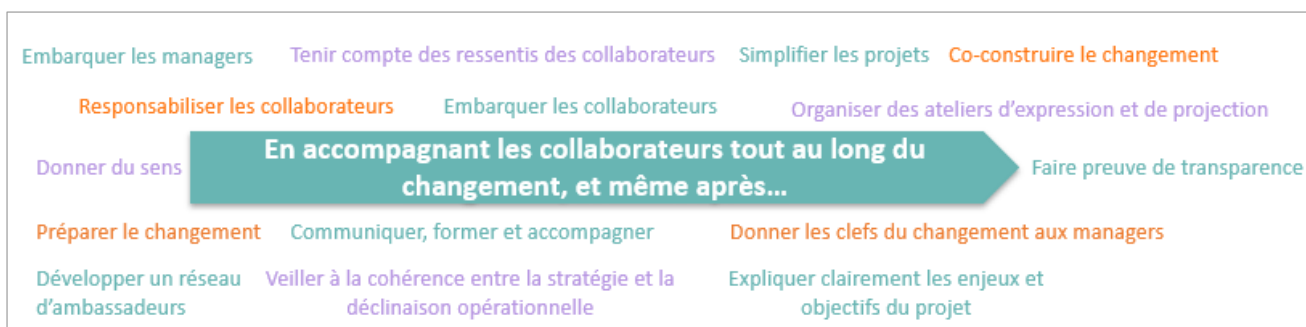 Embarquer les managers
Tenir compte des ressentis des collaborateurs
Simplifier les projets
Co-construire le changement
Responsabiliser les collaborateurs
Embarquer les collaborateurs
Organiser des ateliers d’expression et de projection
Donner du sens
En accompagnant les collaborateurs tout au long du
changement, et même après…
Faire preuve de transparence
Préparer le changement
Communiquer, former et accompagner
Donner les clefs du changement aux managers
Développer un réseau
d’ambassadeurs
Veiller à la cohérence entre la stratégie et la
déclinaison opérationnelle
Expliquer clairement les enjeux et
objectifs du projet